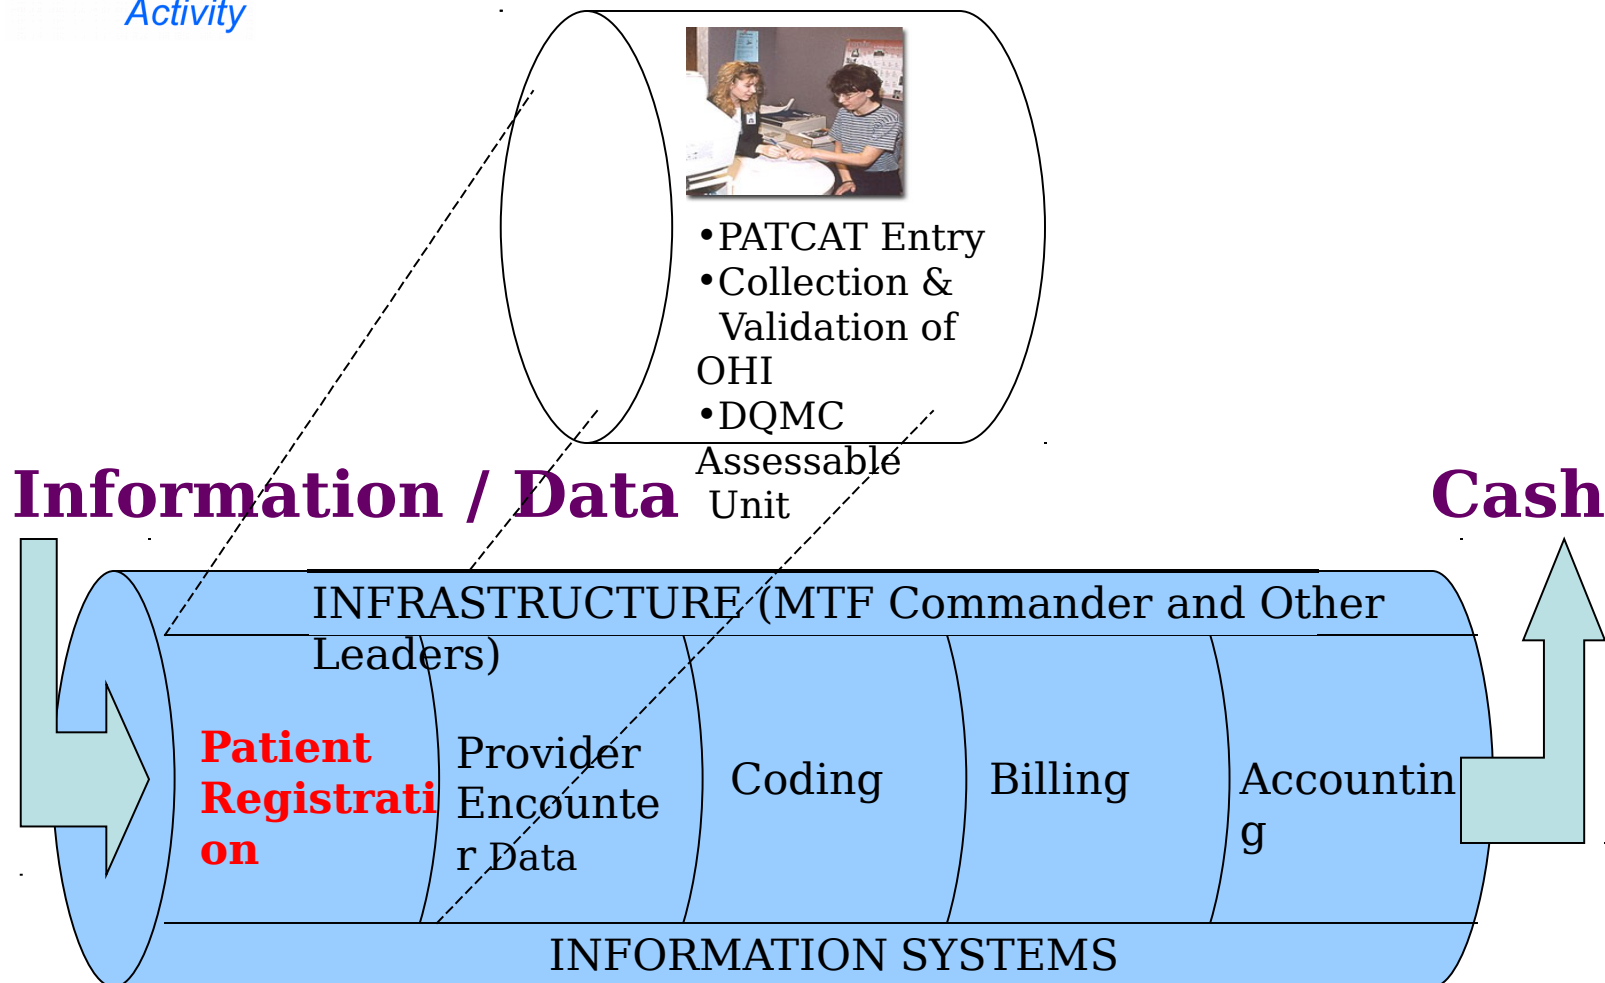 Activity
•PATCAT Entry
•Collection &
Validation of
OHI
•DQMC
Assessable
Unit
Information / Data
Cash
INFRASTRUCTURE (MTF Commander and Other
Leaders)
Patient
Registrati
on
Provider
Encounte
r Data
Coding
Billing
Accountin
g
INFORMATION SYSTEMS